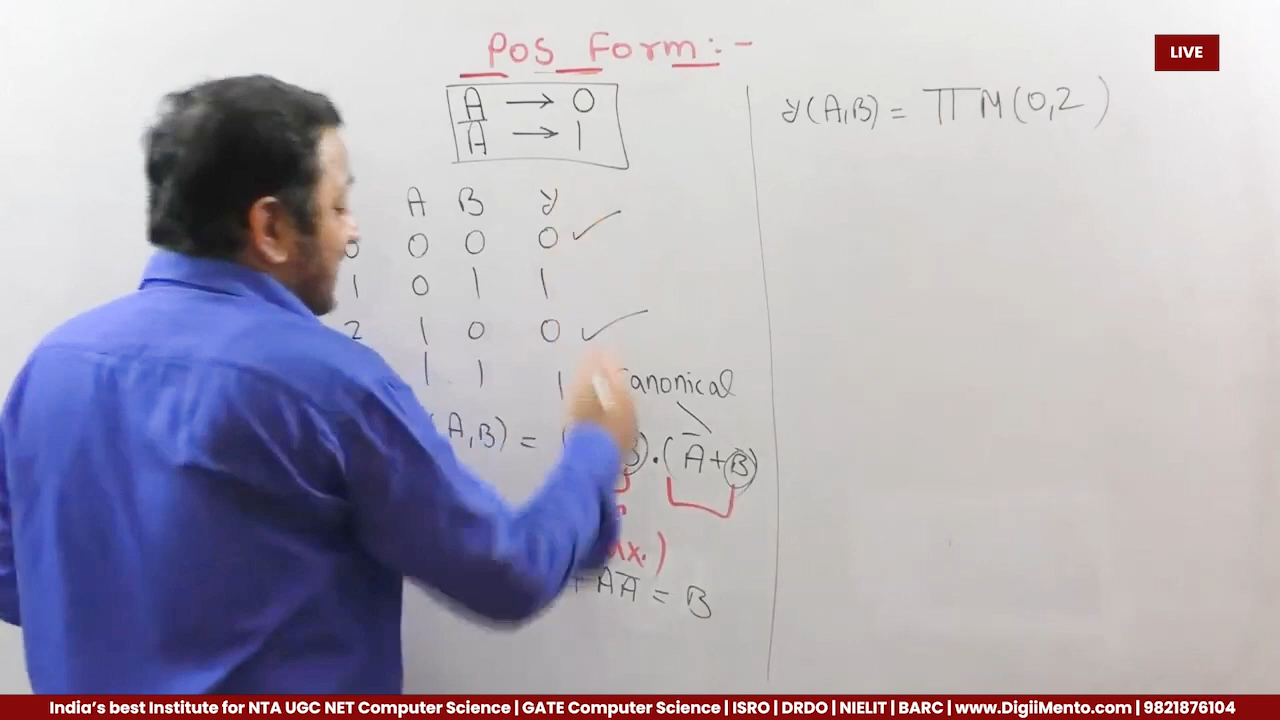 POS Form:-
LIVE
A → 0
Ā → 1
y(A,B) = ΠM(0,2)
A B y
0 0 0 0 ✓
1 0 1 1
2 1 0 0 ✓
1 1 1
Canonical
(A,B) = B).(Ā+B)
Max.)
+ AĀ = B
India's best Institute for NTA UGC NET Computer Science | GATE Computer Science | ISRO | DRDO | NIELIT | BARC | www.DigiiMento.com | 9821876104